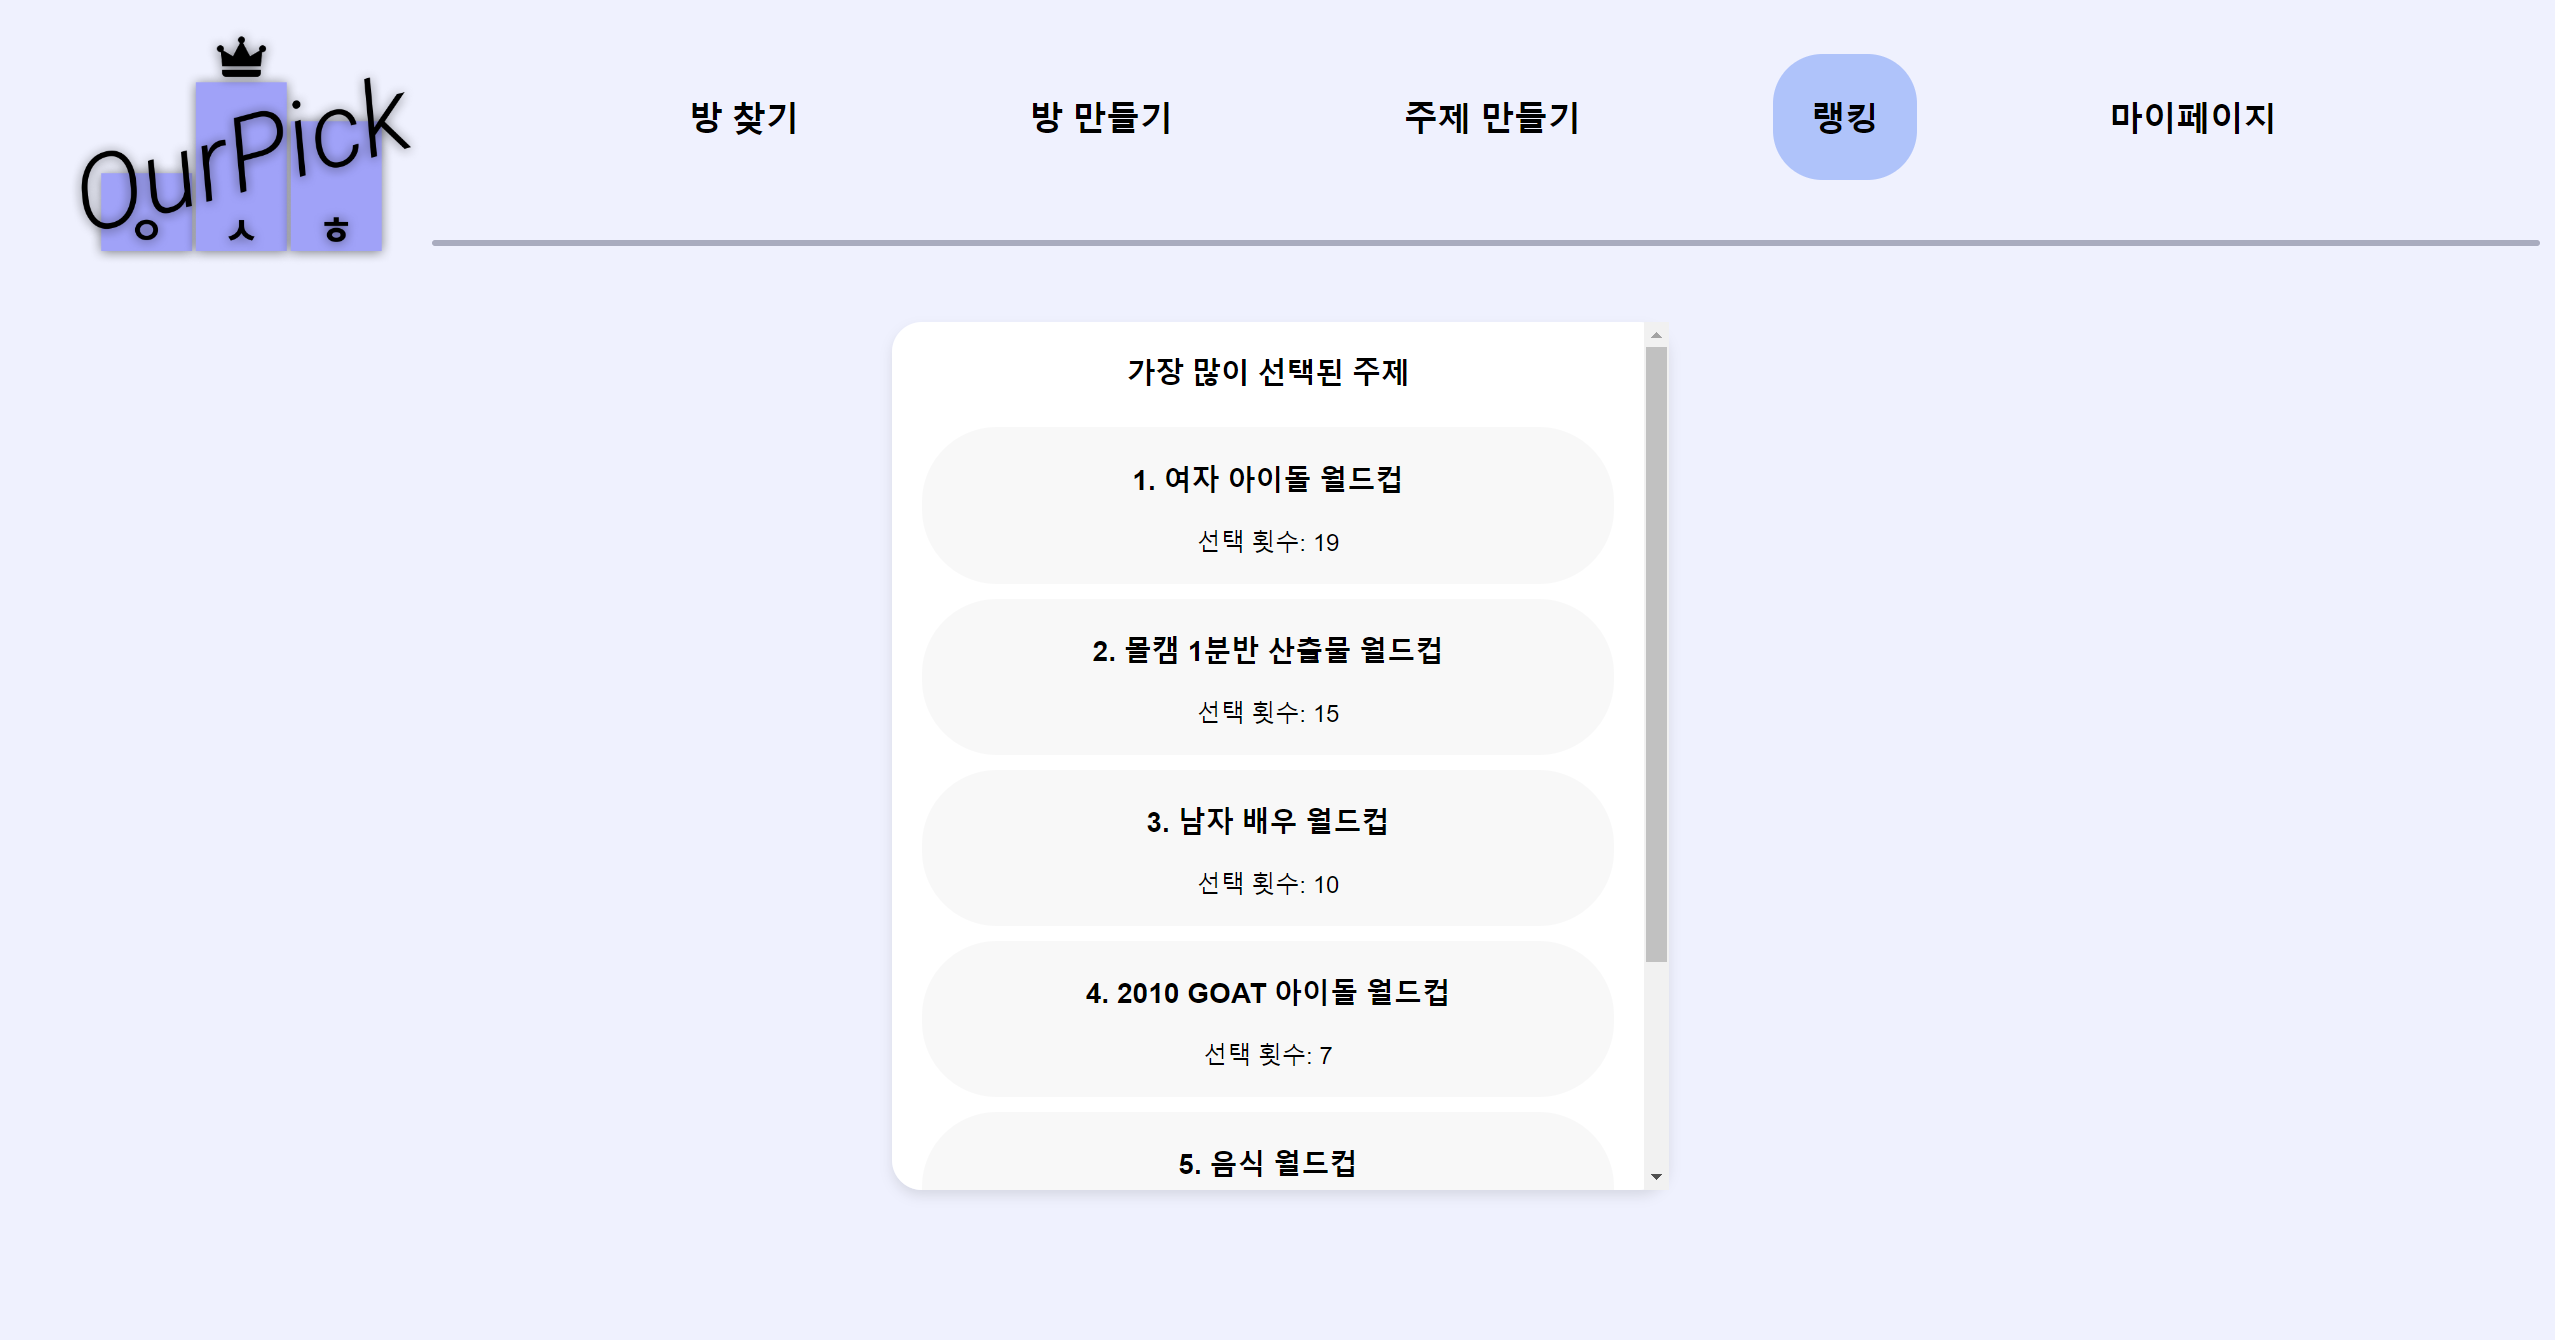 OurPick
ㅇ ㅅ ㅎ
방 찾기
방 만들기
주제 만들기
랭킹
마이페이지
가장 많이 선택된 주제
1. 여자 아이돌 월드컵
선택 횟수: 19
2. 몰캠 1분반 산출물 월드컵
선택 횟수: 15
3. 남자 배우 월드컵
선택 횟수: 10
4. 2010 GOAT 아이돌 월드컵
선택 횟수: 7
5. 음식 월드컵